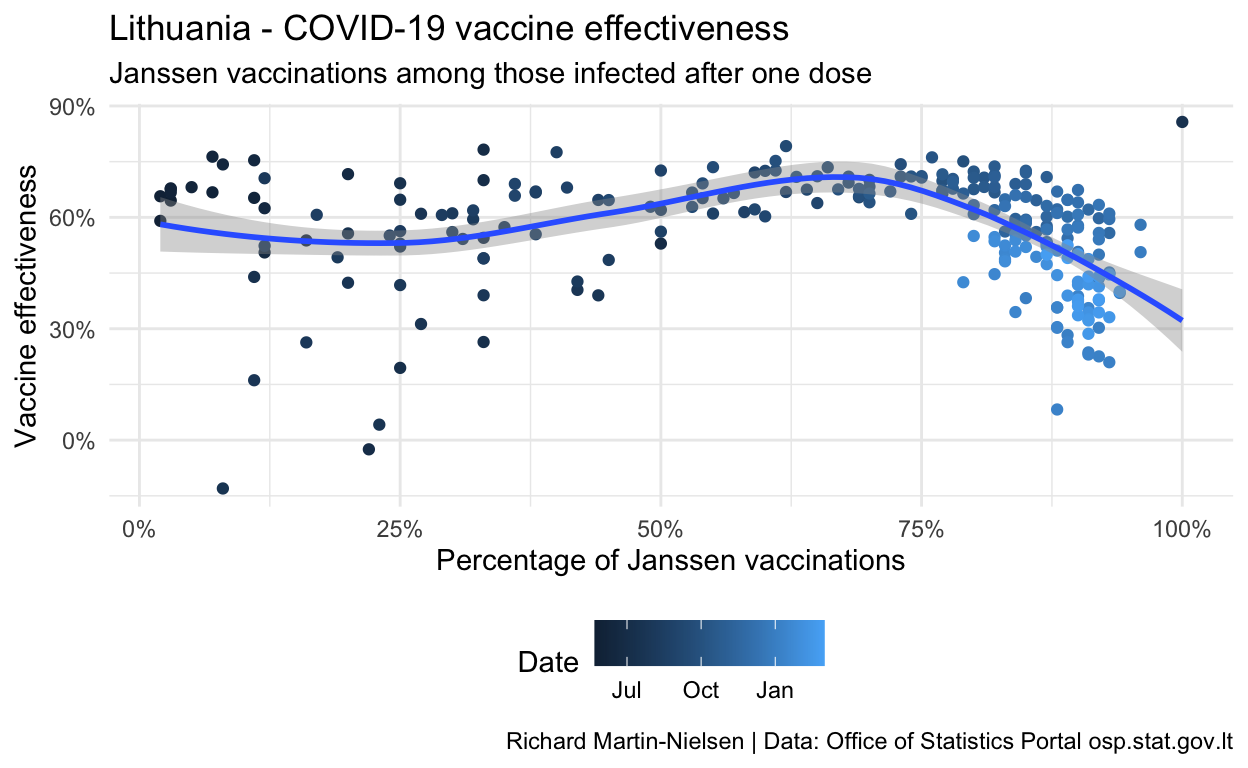 Lithuania - COVID-19 vaccine effectiveness
Janssen vaccinations among those infected after one dose
90%
60%
30%
0%
Vaccine effectiveness
0% 25% 50% 75% 100%
Percentage of Janssen vaccinations
Date
Jul Oct Jan
Richard Martin-Nielsen | Data: Office of Statistics Portal osp.stat.gov.lt